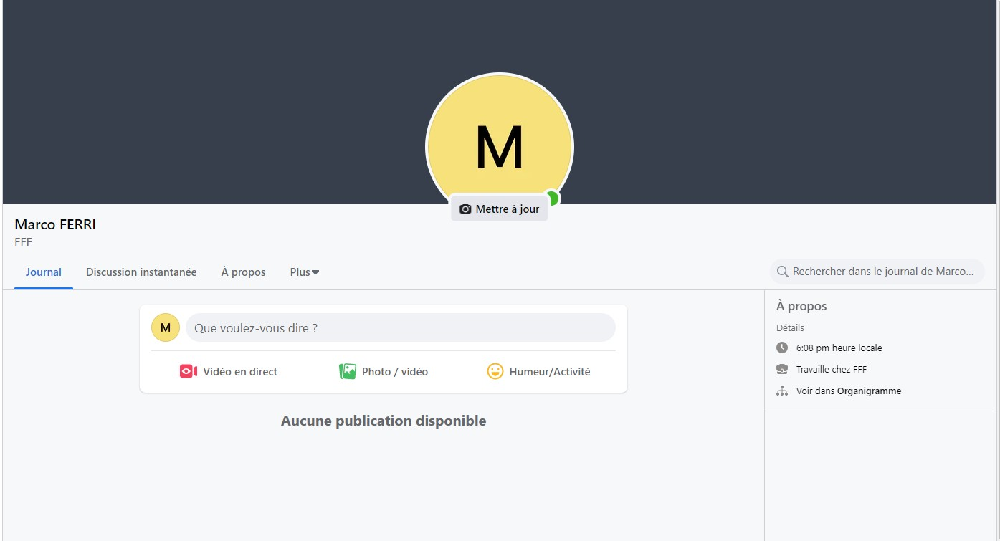 M
Mettre à jour
Marco FERRI
FFF
Journal
Discussion instantanée
À propos
Plus
Rechercher dans le journal de Marco...
M
Que voulez-vous dire ?
Vidéo en direct
Photo / vidéo
Humeur/Activité
Aucune publication disponible
À propos
Détails
6:08 pm heure locale
Travaille chez FFF
Voir dans Organigramme